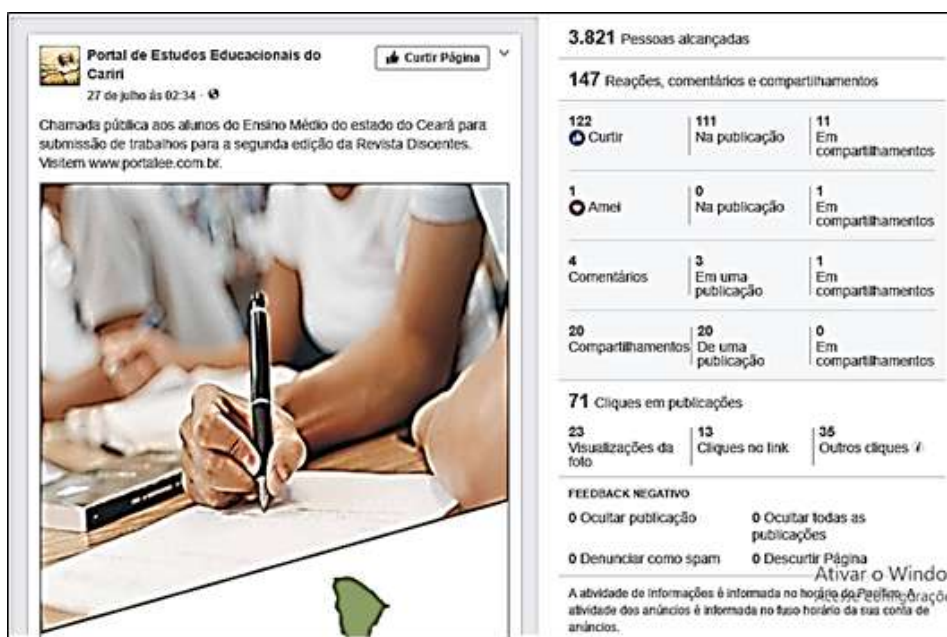 Portal de Estudos Educacionais do
Cariri
Curtir Página
27 de julho às 02:34 ·
Chamada pública aos alunos do Ensino Médio do estado do Ceará para
submissão de trabalhos para a segunda edição da Revista Discentes.
Visitem www.portalee.com.br.
3.821 Pessoas alcançadas
147 Reações, comentários e compartilhamentos
122
Curtir
111
Na publicação
11
Em
compartilhamentos
1
Amei
0
Na publicação
1
Em
compartilhamentos
4
Comentários
3
Em uma
publicação
1
Em
compartilhamentos
20
Compartilhamentos
20
De uma
publicação
0
Em
compartilhamentos
71 Cliques em publicações
23
Visualizações da
foto
13
Cliques no link
35
Outros cliques
FEEDBACK NEGATIVO
0 Ocultar publicação
0 Ocultar todas as
publicações
0 Denunciar como spam
0 Descurtir Página
Ativar o Windo
A atividade de informações é informada no horário do Pacífico. A
atividade dos anúncios é informada no fuso horário da sua conta de
anúncios.